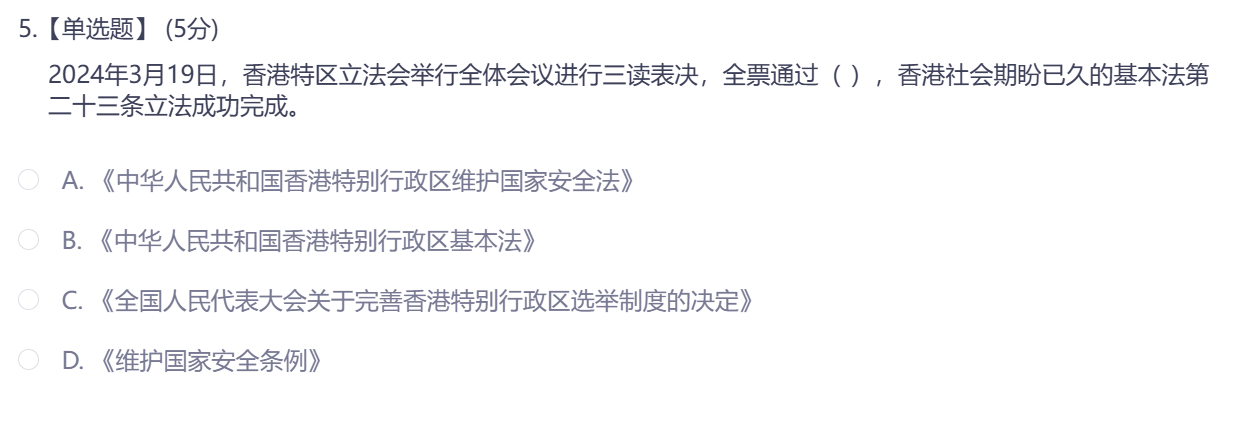 5.【单选题】 (5分)
2024年3月19日，香港特区立法会举行全体会议进行三读表决，全票通过（ ），香港社会期盼已久的基本法第
二十三条立法成功完成。
A. 《中华人民共和国香港特别行政区维护国家安全法》
B. 《中华人民共和国香港特别行政区基本法》
C. 《全国人民代表大会关于完善香港特别行政区选举制度的决定》
D. 《维护国家安全条例》